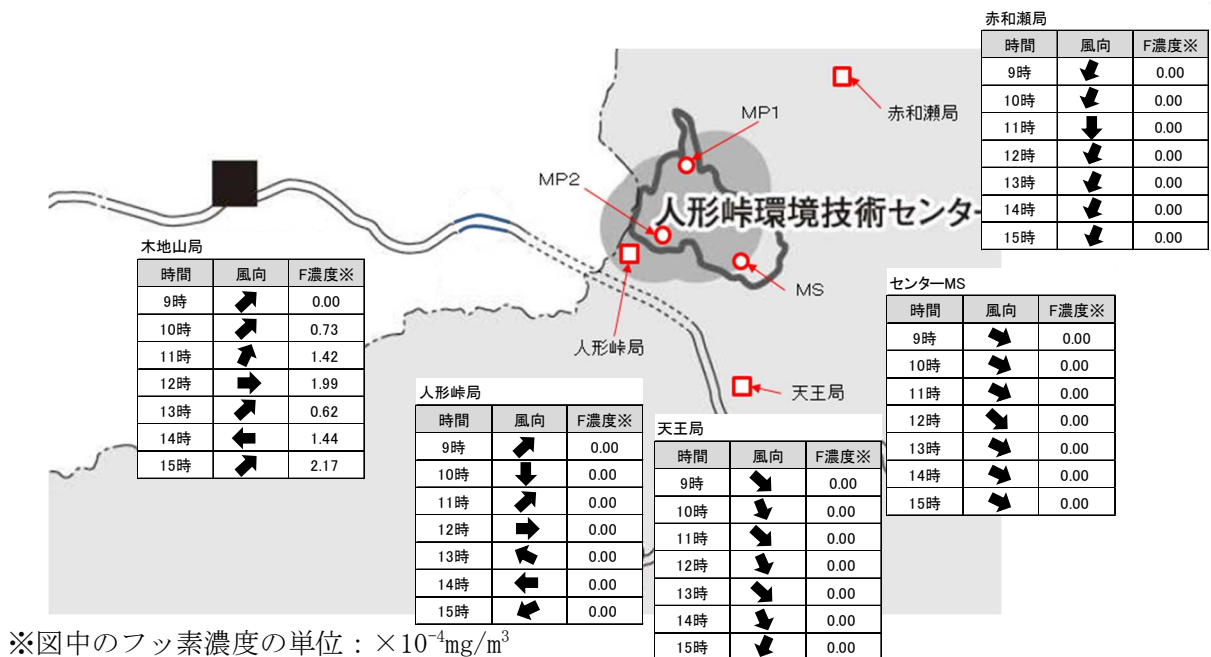 赤和瀬局
時間 風向 F濃度※
9時 0.00
10時 0.00
11時 0.00
12時 0.00
13時 0.00
14時 0.00
15時 0.00
MP1
赤和瀬局
MP2
人形峠環境技術センター
MS
人形峠局
天王局
木地山局
時間 風向 F濃度※
9時 0.00
10時 0.73
11時 1.42
12時 1.99
13時 0.62
14時 1.44
15時 2.17
センターMS
時間 風向 F濃度※
9時 0.00
10時 0.00
11時 0.00
12時 0.00
13時 0.00
14時 0.00
15時 0.00
人形峠局
時間 風向 F濃度※
9時 0.00
10時 0.00
11時 0.00
12時 0.00
13時 0.00
14時 0.00
15時 0.00
天王局
時間 風向 F濃度※
9時 0.00
10時 0.00
11時 0.00
12時 0.00
13時 0.00
14時 0.00
15時 0.00
※図中のフッ素濃度の単位：×10⁻⁴mg/m³